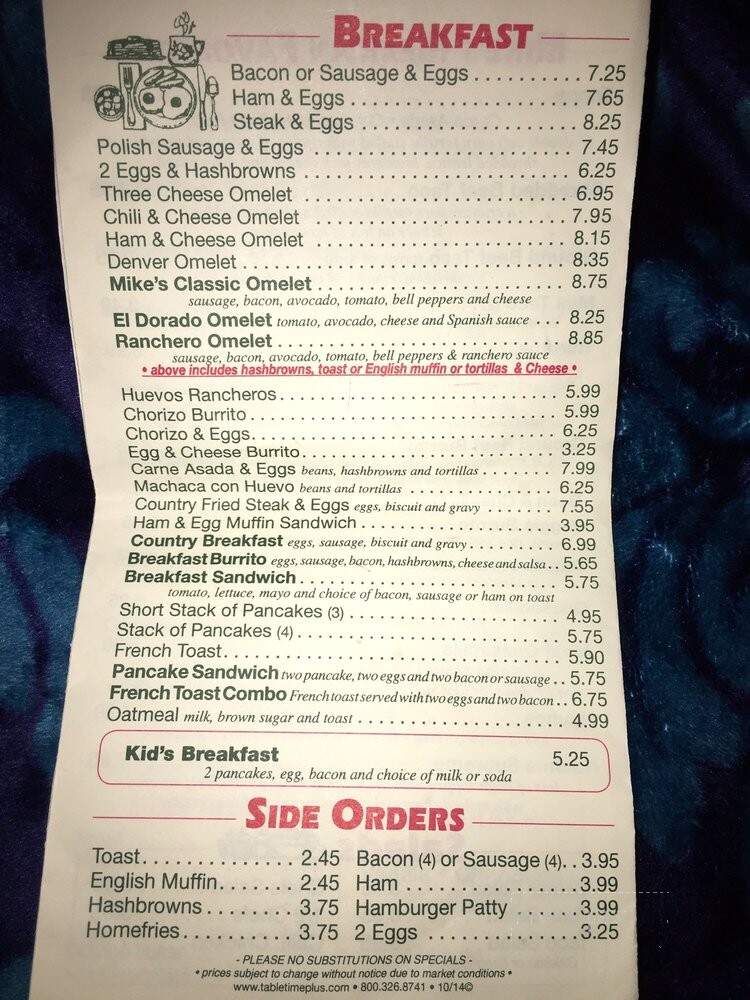 BREAKFAST
Bacon or Sausage & Eggs . . . . . . . . . . 7.25
Ham & Eggs . . . . . . . . . . . . . . . . . . . . . 7.65
Steak & Eggs . . . . . . . . . . . . . . . . . . . . 8.25
Polish Sausage & Eggs . . . . . . . . . . . . . . . . . . . . . . . 7.45
2 Eggs & Hashbrowns . . . . . . . . . . . . . . . . . . . . . . . . 6.25
Three Cheese Omelet . . . . . . . . . . . . . . . . . . . . . . . . 6.95
Chili & Cheese Omelet . . . . . . . . . . . . . . . . . . . . . . . 7.95
Ham & Cheese Omelet . . . . . . . . . . . . . . . . . . . . . . 8.15
Denver Omelet . . . . . . . . . . . . . . . . . . . . . . . . . . . . . 8.35
Mike's Classic Omelet . . . . . . . . . . . . . . . . . . . . . . 8.75
sausage, bacon, avocado, tomato, bell peppers and cheese
El Dorado Omelet tomato, avocado, cheese and Spanish sauce . . . 8.25
Ranchero Omelet . . . . . . . . . . . . . . . . . . . . . . . . . . 8.85
sausage, bacon, avocado, tomato, bell peppers & ranchero sauce
• above includes hashbrowns, toast or English muffin or tortillas & Cheese •
Huevos Rancheros . . . . . . . . . . . . . . . . . . . . . . . . . . 5.99
Chorizo Burrito . . . . . . . . . . . . . . . . . . . . . . . . . . . . . 5.99
Chorizo & Eggs. . . . . . . . . . . . . . . . . . . . . . . . . . . . . 6.25
Egg & Cheese Burrito. . . . . . . . . . . . . . . . . . . . . . . . 3.25
Carne Asada & Eggs beans, hashbrowns and tortillas . . . . . . . 7.99
Machaca con Huevo beans and tortillas . . . . . . . . . . . . . . . 6.25
Country Fried Steak & Eggs eggs, biscuit and gravy . . . . . . . 7.55
Ham & Egg Muffin Sandwich . . . . . . . . . . . . . . . . . . 3.95
Country Breakfast eggs, sausage, biscuit and gravy . . . . . . . . 6.99
Breakfast Burrito eggs, sausage, bacon, hashbrowns, cheese and salsa . . 5.65
Breakfast Sandwich . . . . . . . . . . . . . . . . . . . . . . . . 5.75
tomato, lettuce, mayo and choice of bacon, sausage or ham on toast
Short Stack of Pancakes (3) . . . . . . . . . . . . . . . . . . . . 4.95
Stack of Pancakes (4) . . . . . . . . . . . . . . . . . . . . . . . . . 5.75
French Toast. . . . . . . . . . . . . . . . . . . . . . . . . . . . . . . 5.90
Pancake Sandwich two pancake, two eggs and two bacon or sausage . . 5.75
French Toast Combo French toast served with two eggs and two bacon . . 6.75
Oatmeal milk, brown sugar and toast . . . . . . . . . . . . . . . . . . . 4.99
Kid's Breakfast 5.25
2 pancakes, egg, bacon and choice of milk or soda
SIDE ORDERS
Toast. . . . . . . . . . . . . 2.45 Bacon (4) or Sausage (4). . 3.95
English Muffin. . . . . . . 2.45 Ham . . . . . . . . . . . . . . . . .3.99
Hashbrowns . . . . . . . . 3.75 Hamburger Patty . . . . . .3.99
Homefries. . . . . . . . . . 3.75 2 Eggs . . . . . . . . . . . . . . .3.25
- PLEASE NO SUBSTITUTIONS ON SPECIALS -
• prices subject to change without notice due to market conditions •
www.tabletimeplus.com • 800.326.8741 • 10/14©